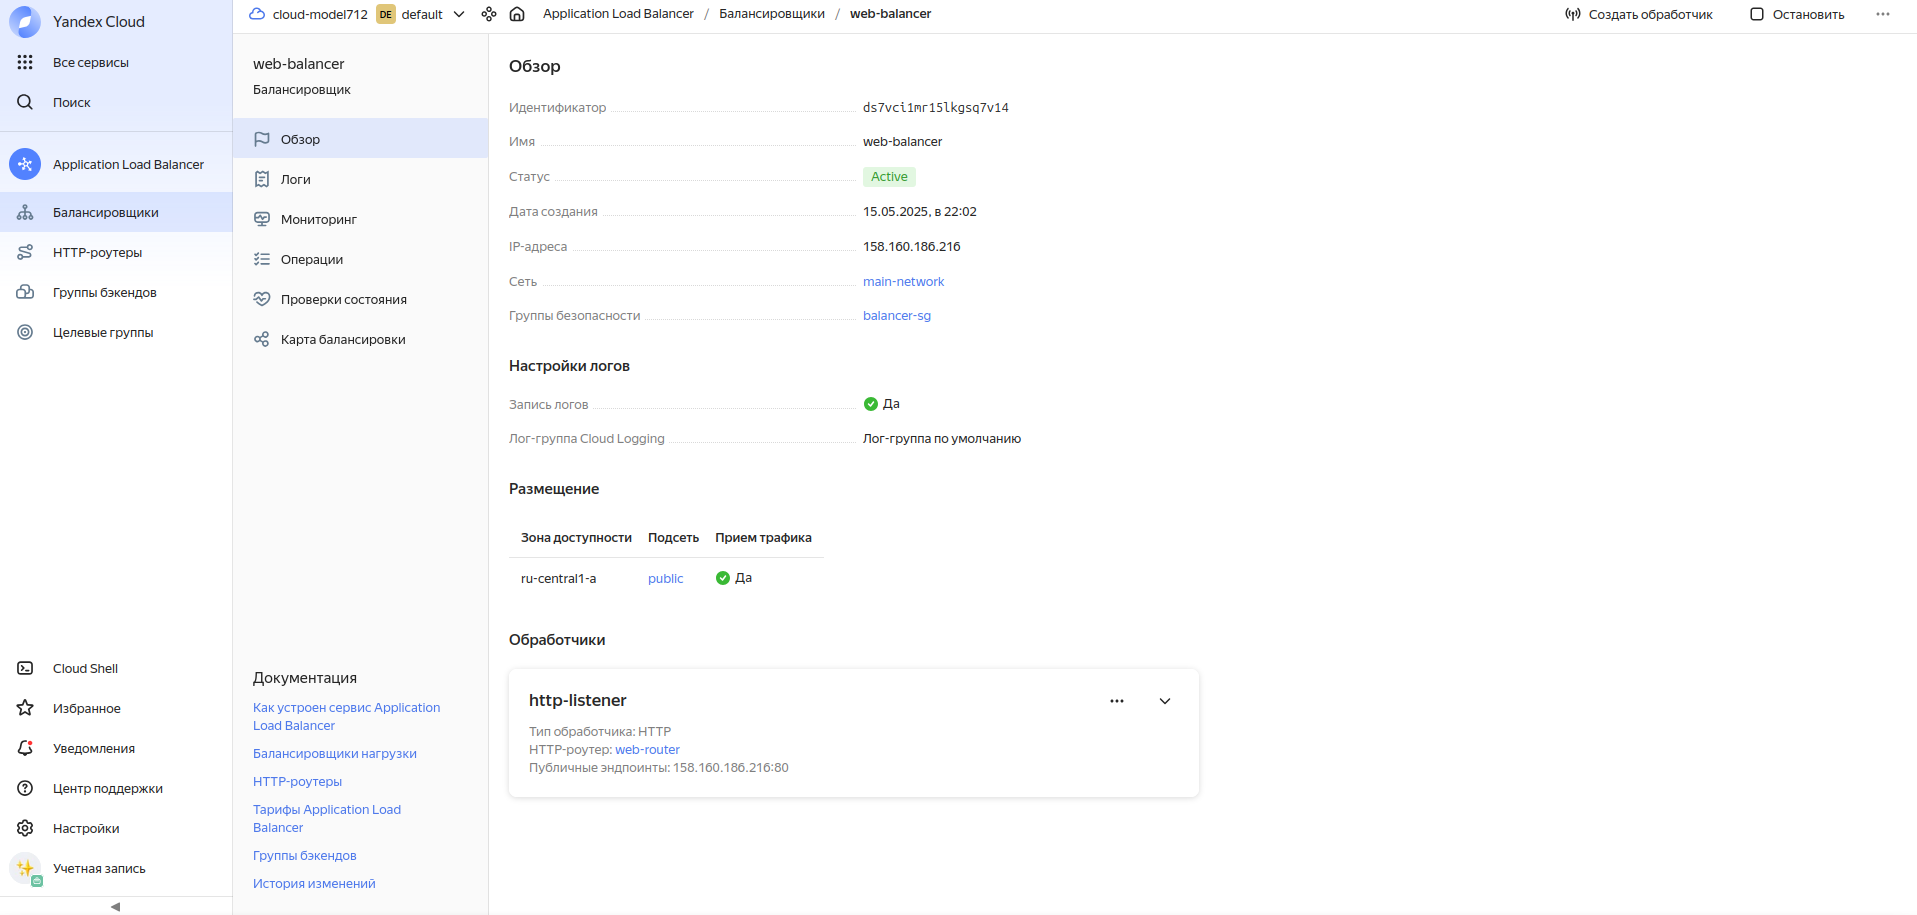 Yandex Cloud
Все сервисы
Поиск
Application Load Balancer
Балансировщики
HTTP-роутеры
Группы бэкендов
Целевые группы
Cloud Shell
Избранное
Уведомления
Центр поддержки
Настройки
Учетная запись
cloud-model712 DE default
Application Load Balancer / Балансировщики / web-balancer
Создать обработчик
Остановить
web-balancer
Балансировщик
Обзор
Логи
Мониторинг
Операции
Проверки состояния
Карта балансировки
Документация
Как устроен сервис Application
Load Balancer
Балансировщики нагрузки
HTTP-роутеры
Тарифы Application Load
Balancer
Группы бэкендов
История изменений
Обзор
Идентификатор ds7vci1mr15lkgsq7v14
Имя web-balancer
Статус Active
Дата создания 15.05.2025, в 22:02
IP-адреса 158.160.186.216
Сеть main-network
Группы безопасности balancer-sg
Настройки логов
Запись логов Да
Лог-группа Cloud Logging Лог-группа по умолчанию
Размещение
Зона доступности Подсеть Прием трафика
ru-central1-a public Да
Обработчики
http-listener
Тип обработчика: HTTP
HTTP-роутер: web-router
Публичные эндпоинты: 158.160.186.216:80